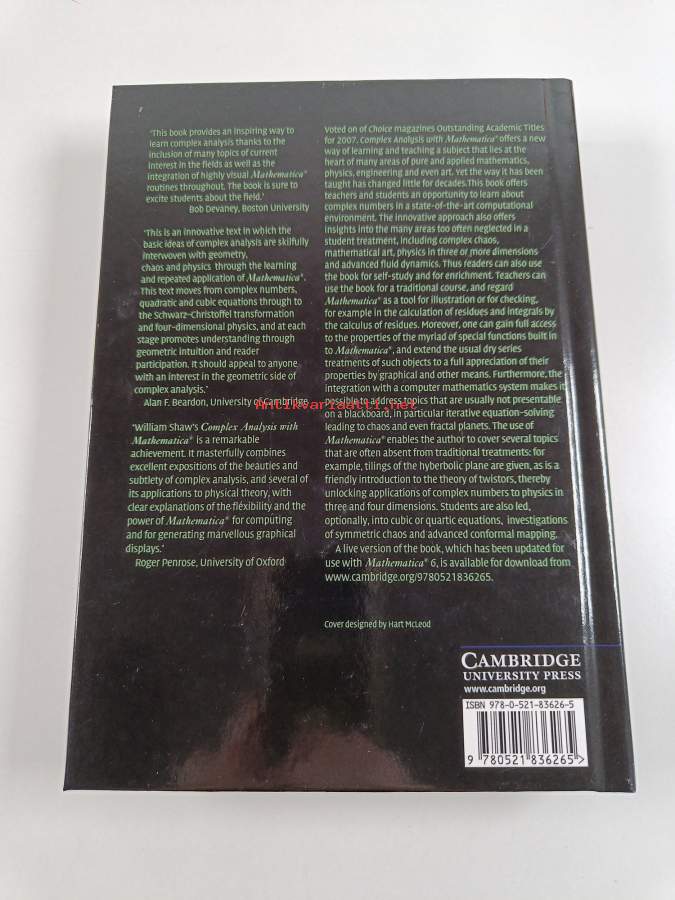 'This book provides an inspiring way to
learn complex analysis thanks to the
inclusion of many topics of current
interest in the fields as well as the
integration of highly visual Mathematica®
routines throughout. The book is sure to
excite students about the field.'
Bob Devaney, Boston University
'This is an innovative text in which the
basic ideas of complex analysis are skilfully
interwoven with geometry,
chaos and physics through the learning
and repeated application of Mathematica®.
This text moves from complex numbers,
quadratic and cubic equations through to
the Schwarz–Christoffel transformation
and four-dimensional physics, and at each
stage promotes understanding through
geometric intuition and reader
participation. It should appeal to anyone
with an interest in the geometric side of
complex analysis.'
Alan F. Beardon, University of Cambridge
'William Shaw's Complex Analysis with
Mathematica® is a remarkable
achievement. It masterfully combines
excellent expositions of the beauties and
subtlety of complex analysis, and several of
its applications to physical theory, with
clear explanations of the flexibility and the
power of Mathematica® for computing
and for generating marvellous graphical
displays.'
Roger Penrose, University of Oxford
Voted on of Choice magazines Outstanding Academic Titles
for 2007, Complex Analysis with Mathematica® offers a new
way of learning and teaching a subject that lies at the
heart of many areas of pure and applied mathematics,
physics, engineering and even art. Yet the way it has been
taught has changed little for decades.This book offers
teachers and students an opportunity to learn about
complex numbers in a state-of-the-art computational
environment. The innovative approach also offers
insights into the many areas too often neglected in a
student treatment, including complex chaos,
mathematical art, physics in three or more dimensions
and advanced fluid dynamics. Thus readers can also use
the book for self-study and for enrichment. Teachers can
use the book for a traditional course, and regard
Mathematica® as a tool for illustration or for checking,
for example in the calculation of residues and integrals by
the calculus of residues. Moreover, one can gain full access
to the properties of the myriad of special functions built in
to Mathematica®, and extend the usual dry series
treatments of such objects to a full appreciation of their
properties by graphical and other means. Furthermore, the
integration with a computer mathematics system makes it
possible to address topics that are usually not presentable
on a blackboard, in particular iterative equation-solving
leading to chaos and even fractal planets. The use of
Mathematica® enables the author to cover several topics
that are often absent from traditional treatments: for
example, tilings of the hyberbolic plane are given, as is a
friendly introduction to the theory of twistors, thereby
unlocking applications of complex numbers to physics in
three and four dimensions. Students are also led,
optionally, into cubic or quartic equations, investigations
of symmetric chaos and advanced conformal mapping.
A live version of the book, which has been updated for
use with Mathematica® 6, is available for download from
www.cambridge.org/9780521836265.
Antikvariaatti.net
Cover designed by Hart McLeod
CAMBRIDGE
UNIVERSITY PRESS
www.cambridge.org
ISBN 978-0-521-83626-5
9 780521 836265 >